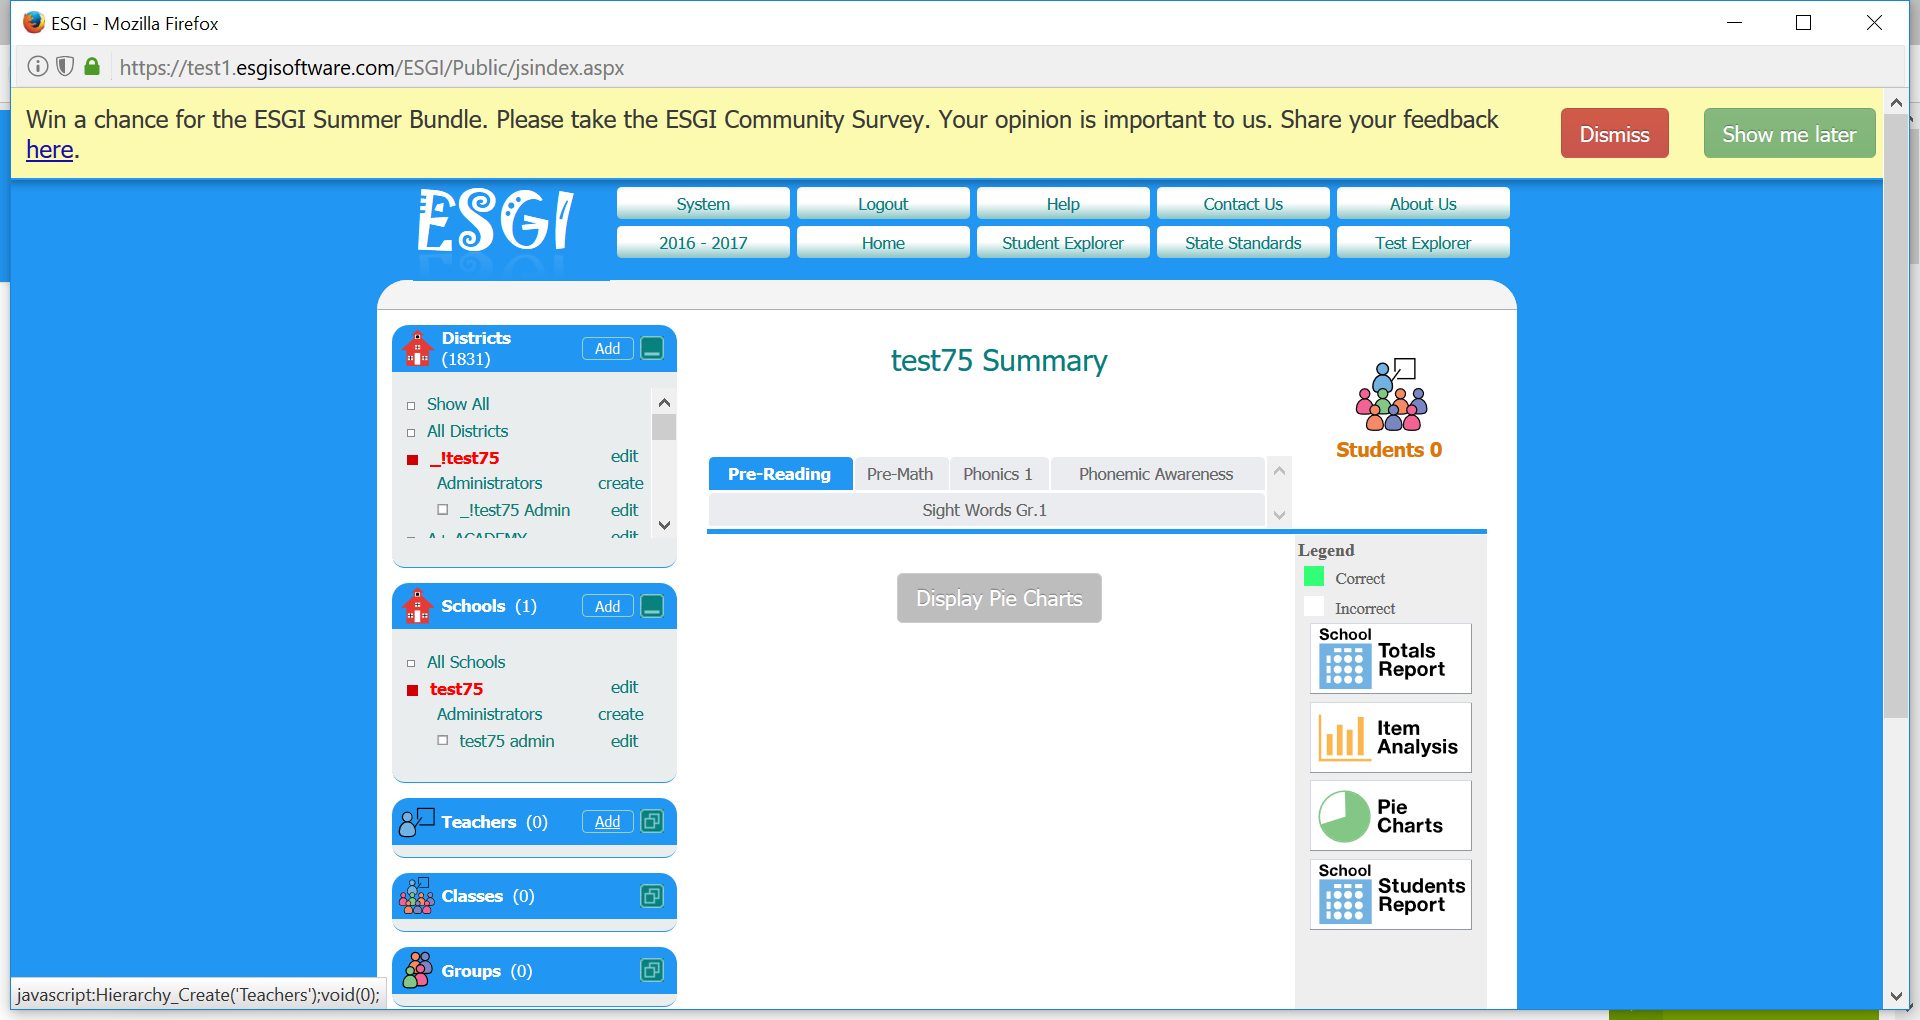 ESGI - Mozilla Firefox
https://test1.esgisoftware.com/ESGI/Public/jsindex.aspx
Win a chance for the ESGI Summer Bundle. Please take the ESGI Community Survey. Your opinion is important to us. Share your feedback
here.
Dismiss
Show me later
ESGI
System
Logout
Help
Contact Us
About Us
2016 - 2017
Home
Student Explorer
State Standards
Test Explorer
Districts
(1831)
Add
Show All
All Districts
_!test75 edit
Administrators create
_!test75 Admin edit
A+ ACADEMY edit
Schools (1)
Add
All Schools
test75 edit
Administrators create
test75 admin edit
Teachers (0)
Add
Classes (0)
Groups (0)
test75 Summary
Students 0
Pre-Reading
Pre-Math
Phonics 1
Phonemic Awareness
Sight Words Gr.1
Display Pie Charts
Legend
Correct
Incorrect
School
Totals
Report
Item
Analysis
Pie
Charts
School
Students
Report
javascript:Hierarchy_Create('Teachers');void(0);